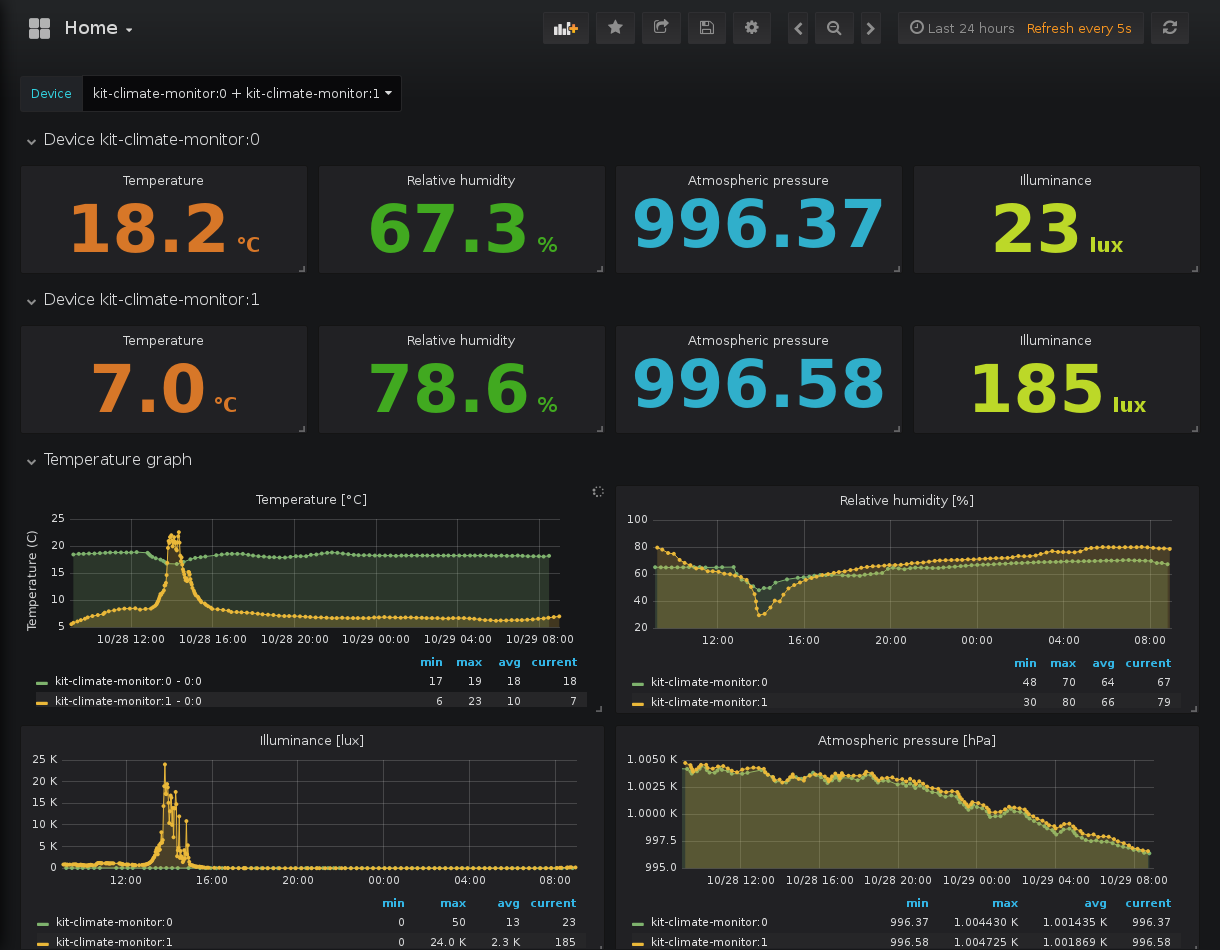 Home
Last 24 hours Refresh every 5s
Device kit-climate-monitor:0 + kit-climate-monitor:1
Device kit-climate-monitor:0
Temperature Relative humidity Atmospheric pressure Illuminance
18.2 °C 67.3 % 996.37 23 lux
Device kit-climate-monitor:1
Temperature Relative humidity Atmospheric pressure Illuminance
7.0 °C 78.6 % 996.58 185 lux
Temperature graph
Temperature [°C]
Temperature (C)
25
20
15
10
5
10/28 12:00 10/28 16:00 10/28 20:00 10/29 00:00 10/29 04:00 10/29 08:00
min max avg current
kit-climate-monitor:0 - 0:0 17 19 18 18
kit-climate-monitor:1 - 0:0 6 23 10 7
Relative humidity [%]
100
80
60
40
20
12:00 16:00 20:00 00:00 04:00 08:00
min max avg current
kit-climate-monitor:0 48 70 64 67
kit-climate-monitor:1 30 80 66 79
Illuminance [lux]
25 K
20 K
15 K
10 K
5 K
0
12:00 16:00 20:00 00:00 04:00 08:00
min max avg current
kit-climate-monitor:0 0 50 13 23
kit-climate-monitor:1 0 24.0 K 2.3 K 185
Atmospheric pressure [hPa]
1.0050 K
1.0025 K
1.0000 K
997.5
995.0
10/28 12:00 10/28 16:00 10/28 20:00 10/29 00:00 10/29 04:00 10/29 08:00
min max avg current
kit-climate-monitor:0 996.37 1.004430 K 1.001435 K 996.37
kit-climate-monitor:1 996.58 1.004725 K 1.001869 K 996.58